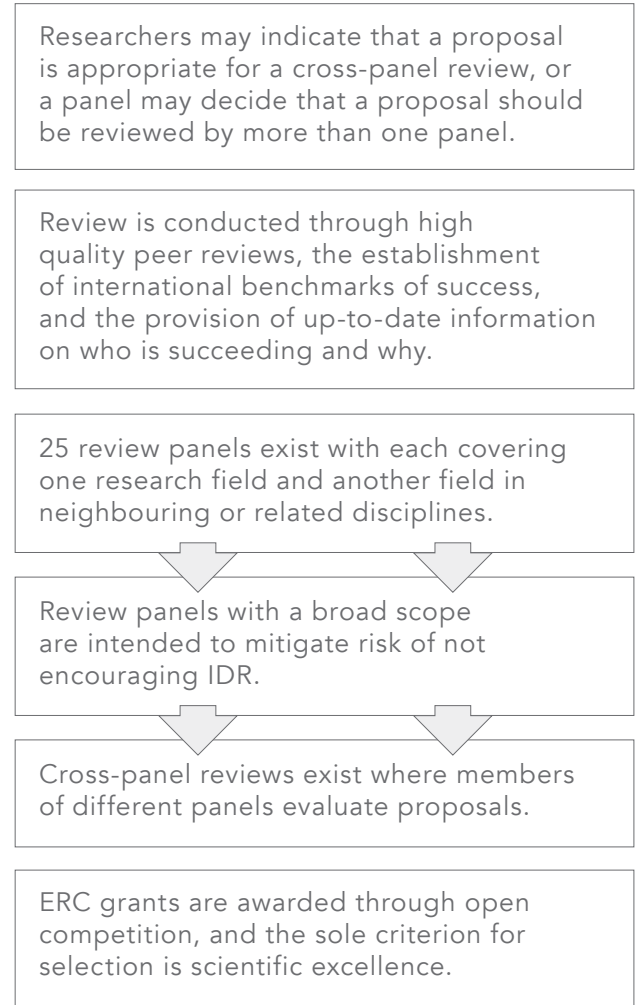 Researchers may indicate that a proposal
is appropriate for a cross-panel review, or
a panel may decide that a proposal should
be reviewed by more than one panel.
Review is conducted through high
quality peer reviews, the establishment
of international benchmarks of success,
and the provision of up-to-date information
on who is succeeding and why.
25 review panels exist with each covering
one research field and another field in
neighbouring or related disciplines.
Review panels with a broad scope
are intended to mitigate risk of not
encouraging IDR.
Cross-panel reviews exist where members
of different panels evaluate proposals.
ERC grants are awarded through open
competition, and the sole criterion for
selection is scientific excellence.